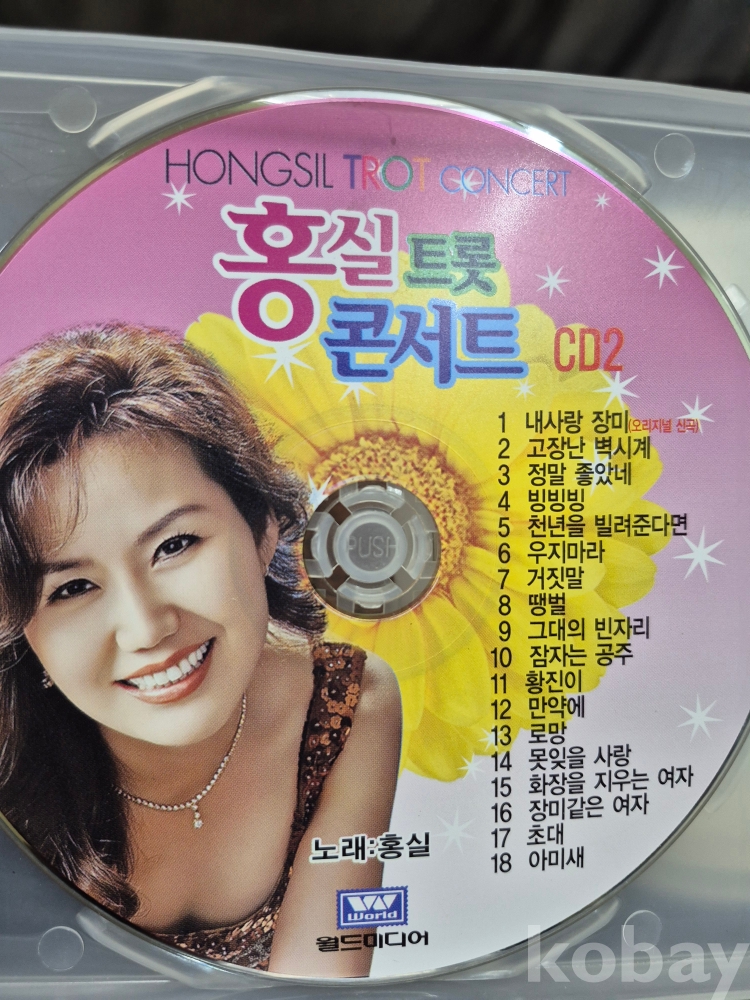 HONGSIL TROT CONCERT
홍실 트롯
콘서트 CD2
1 내사랑 장미(오리지널 신곡)
2 고장난 벽시계
3 정말 좋았네
4 빙빙빙
5 천년을 빌려준다면
6 우지마라
7 거짓말
8 땡벌
9 그대의 빈자리
10 잠자는 공주
11 황진이
12 만약에
13 로망
14 못잊을 사랑
15 화장을 지우는 여자
16 장미같은 여자
17 초대
18 아미새
PUSH
노래:홍실
W World
월드미디어
kobay